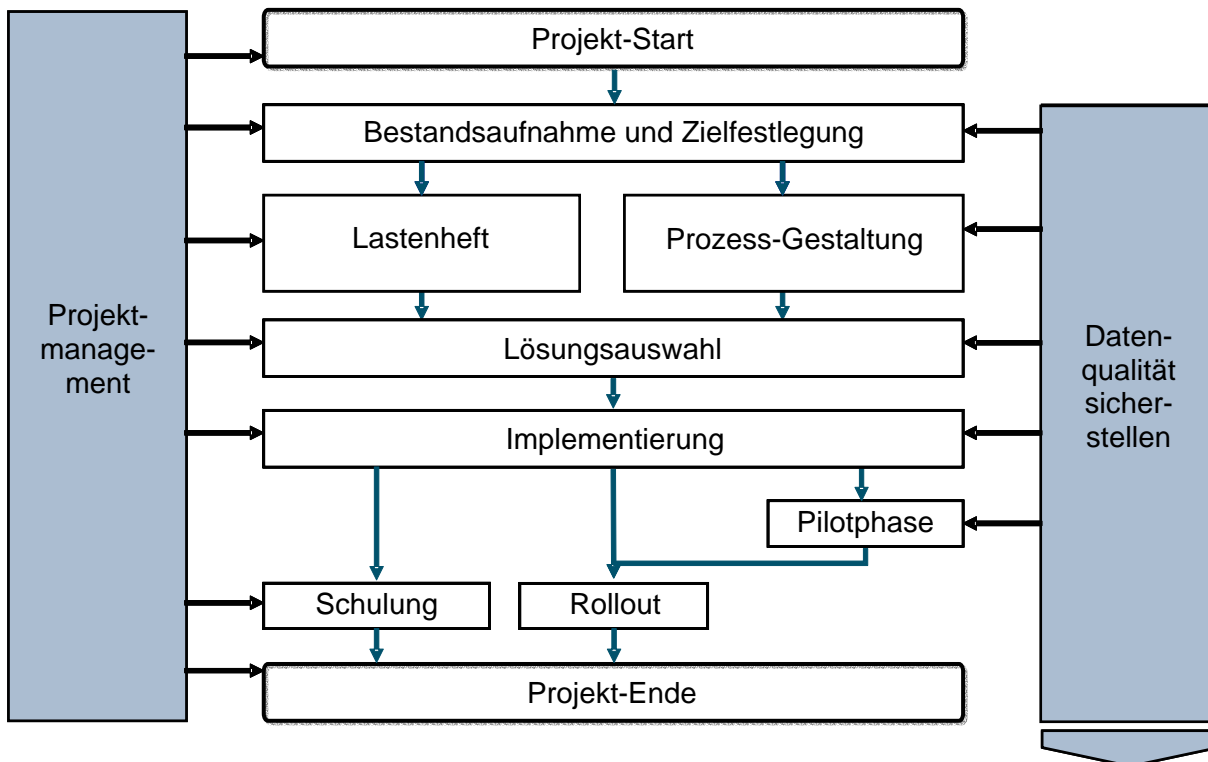 Projekt-Start
Bestandsaufnahme und Zielfestlegung
Lastenheft
Prozess-Gestaltung
Projekt-
manage-
ment
Lösungsauswahl
Daten-
qualität
sicher-
stellen
Implementierung
Pilotphase
Schulung
Rollout
Projekt-Ende